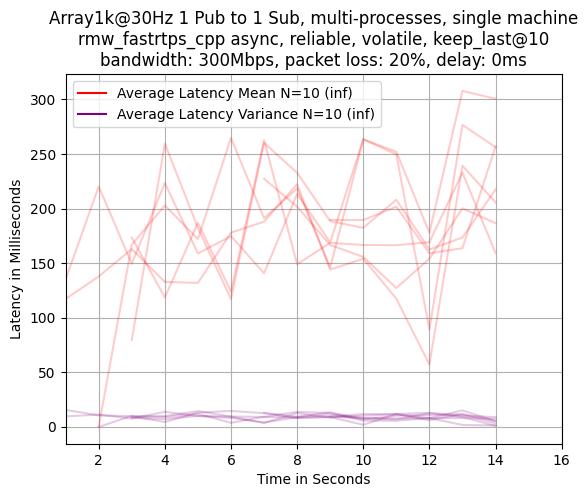 Array1k@30Hz 1 Pub to 1 Sub, multi-processes, single machine
rmw_fastrtps_cpp async, reliable, volatile, keep_last@10
bandwidth: 300Mbps, packet loss: 20%, delay: 0ms
Average Latency Mean N=10 (inf)
Average Latency Variance N=10 (inf)
Latency in Milliseconds
300
250
200
150
100
50
0
2 4 6 8 10 12 14 16
Time in Seconds